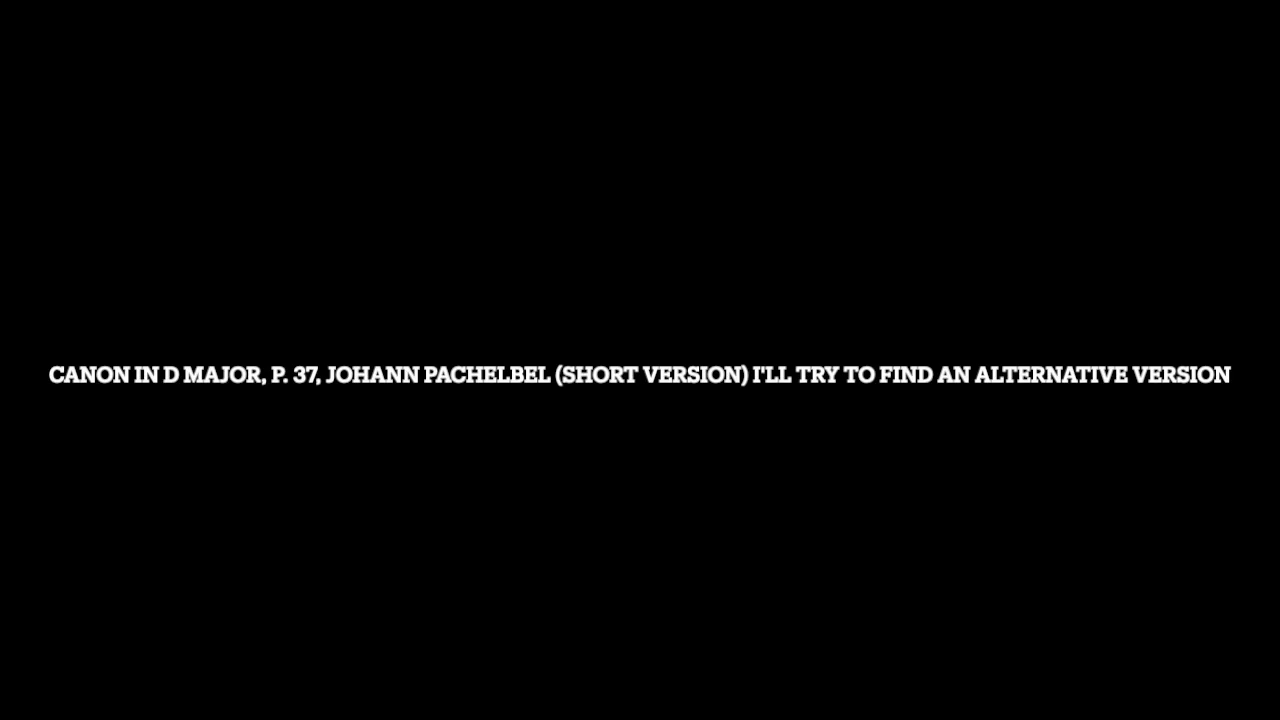 CANON IN D MAJOR, P. 37, JOHANN PACHELBEL (SHORT VERSION) I'LL TRY TO FIND AN ALTERNATIVE VERSION